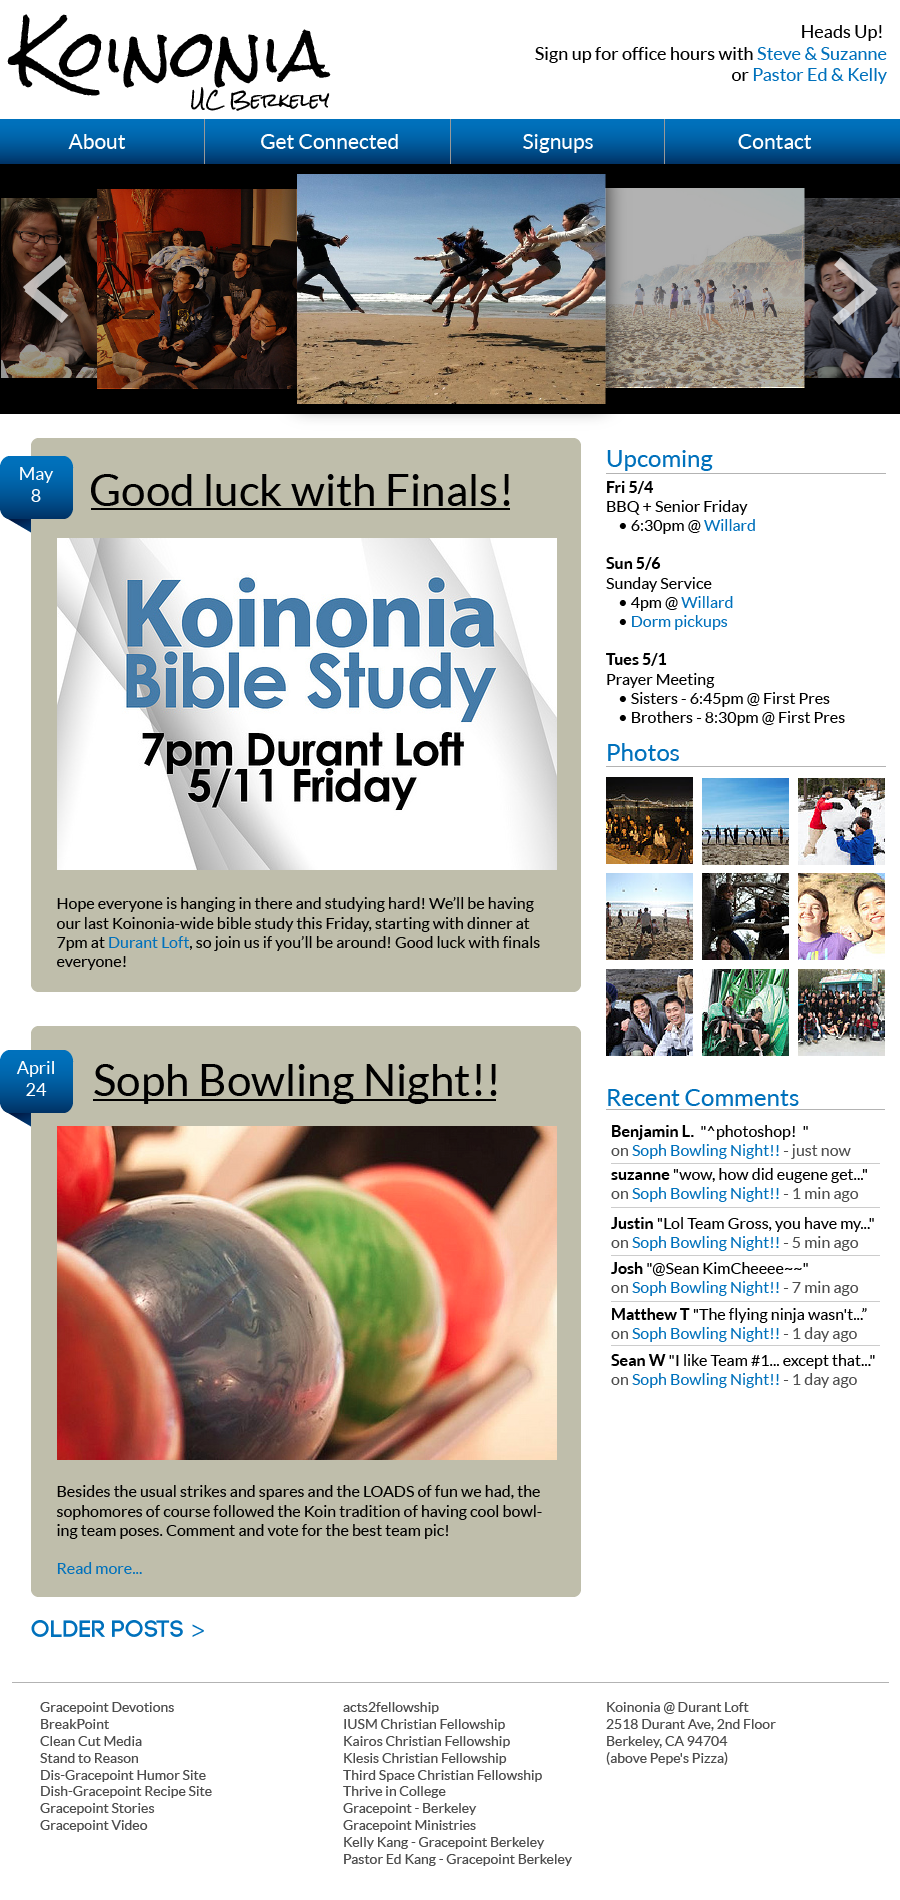 Koinonia
UC Berkeley
Heads Up!
Sign up for office hours with Steve & Suzanne
or Pastor Ed & Kelly
About
Get Connected
Signups
Contact
May
8
Good luck with Finals!
Koinonia
Bible Study
7pm Durant Loft
5/11 Friday
Hope everyone is hanging in there and studying hard! We’ll be having
our last Koinonia-wide bible study this Friday, starting with dinner at
7pm at Durant Loft, so join us if you’ll be around! Good luck with finals
everyone!
April
24
Soph Bowling Night!!
Besides the usual strikes and spares and the LOADS of fun we had, the
sophomores of course followed the Koin tradition of having cool bowl-
ing team poses. Comment and vote for the best team pic!
Read more...
OLDER POSTS >
Upcoming
Fri 5/4
BBQ + Senior Friday
• 6:30pm @ Willard
Sun 5/6
Sunday Service
• 4pm @ Willard
• Dorm pickups
Tues 5/1
Prayer Meeting
• Sisters - 6:45pm @ First Pres
• Brothers - 8:30pm @ First Pres
Photos
Recent Comments
Benjamin L. "^photoshop! "
on Soph Bowling Night!! - just now
suzanne "wow, how did eugene get..."
on Soph Bowling Night!! - 1 min ago
Justin "Lol Team Gross, you have my..."
on Soph Bowling Night!! - 5 min ago
Josh "@Sean KimCheeee~~"
on Soph Bowling Night!! - 7 min ago
Matthew T "The flying ninja wasn't...”
on Soph Bowling Night!! - 1 day ago
Sean W "I like Team #1... except that..."
on Soph Bowling Night!! - 1 day ago
Gracepoint Devotions
BreakPoint
Clean Cut Media
Stand to Reason
Dis-Gracepoint Humor Site
Dish-Gracepoint Recipe Site
Gracepoint Stories
Gracepoint Video
acts2fellowship
IUSM Christian Fellowship
Kairos Christian Fellowship
Klesis Christian Fellowship
Third Space Christian Fellowship
Thrive in College
Gracepoint - Berkeley
Gracepoint Ministries
Kelly Kang - Gracepoint Berkeley
Pastor Ed Kang - Gracepoint Berkeley
Koinonia @ Durant Loft
2518 Durant Ave, 2nd Floor
Berkeley, CA 94704
(above Pepe's Pizza)